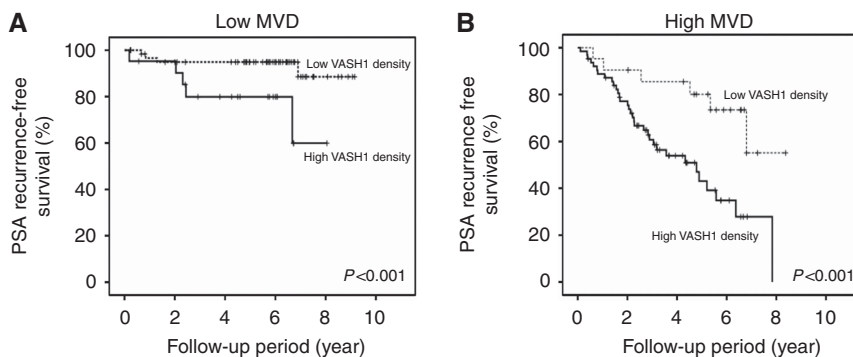 A
Low MVD
PSA recurrence-free
survival (%)
100
80
60
40
20
0
Low VASH1 density
High VASH1 density
P<0.001
0 2 4 6 8 10
Follow-up period (year)
B
High MVD
PSA recurrence free
survival (%)
100
80
60
40
20
0
Low VASH1 density
High VASH1 density
P<0.001
0 2 4 6 8 10
Follow-up period (year)